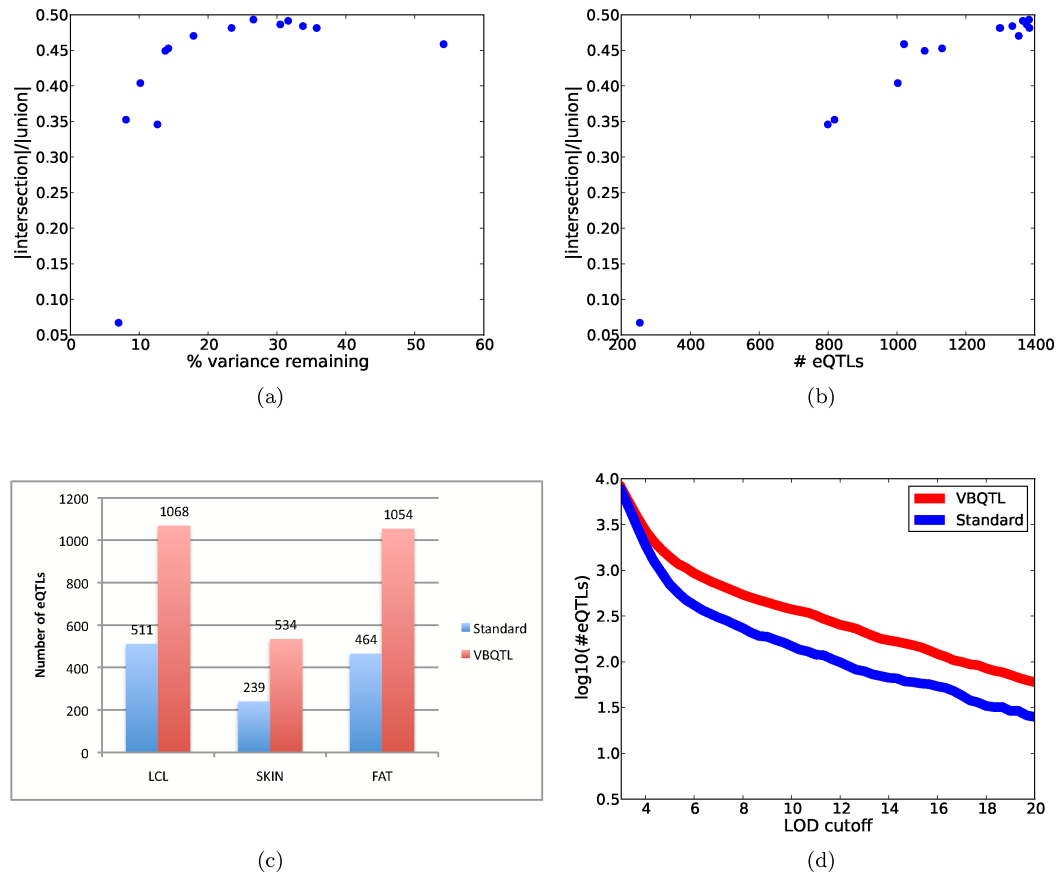 0.50
0.45
0.40
0.35
0.30
0.25
0.20
0.15
0.10
0.05
|intersection|/|union|
0 10 20 30 40 50 60
% variance remaining
(a)
0.50
0.45
0.40
0.35
0.30
0.25
0.20
0.15
0.10
0.05
|intersection|/|union|
200 400 600 800 1000 1200 1400
# eQTLs
(b)
1200
1000
800
600
400
200
0
Number of eQTLs
511 1068
239 534
464 1054
LCL SKIN FAT
Standard
VBQTL
(c)
4.0
3.5
3.0
2.5
2.0
1.5
1.0
0.5
log10(#eQTLs)
VBQTL
Standard
4 6 8 10 12 14 16 18 20
LOD cutoff
(d)